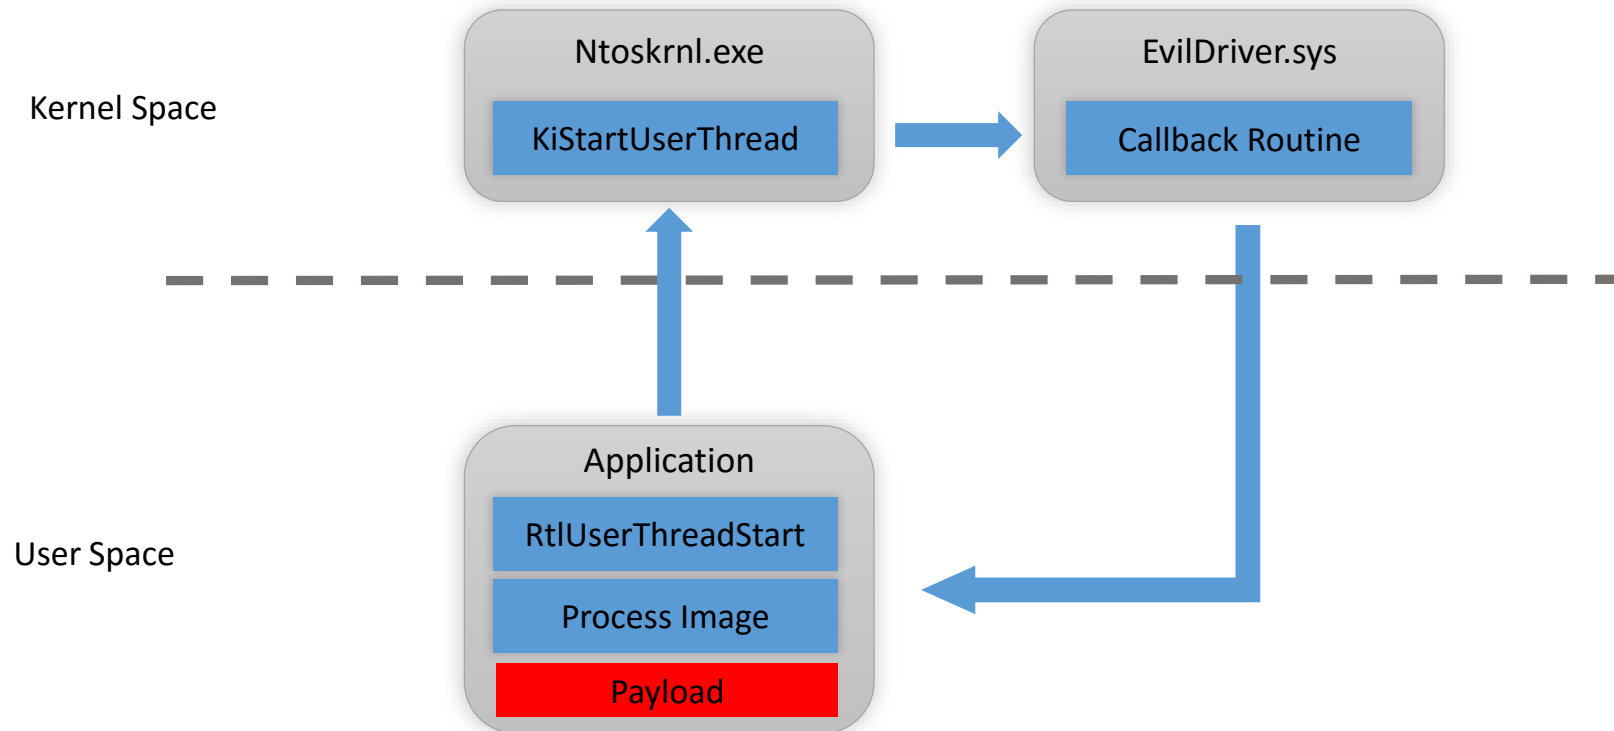 Ntoskrnl.exe
EvilDriver.sys
Kernel Space
KiStartUserThread
Callback Routine
Application
RtlUserThreadStart
User Space
Process Image
Payload